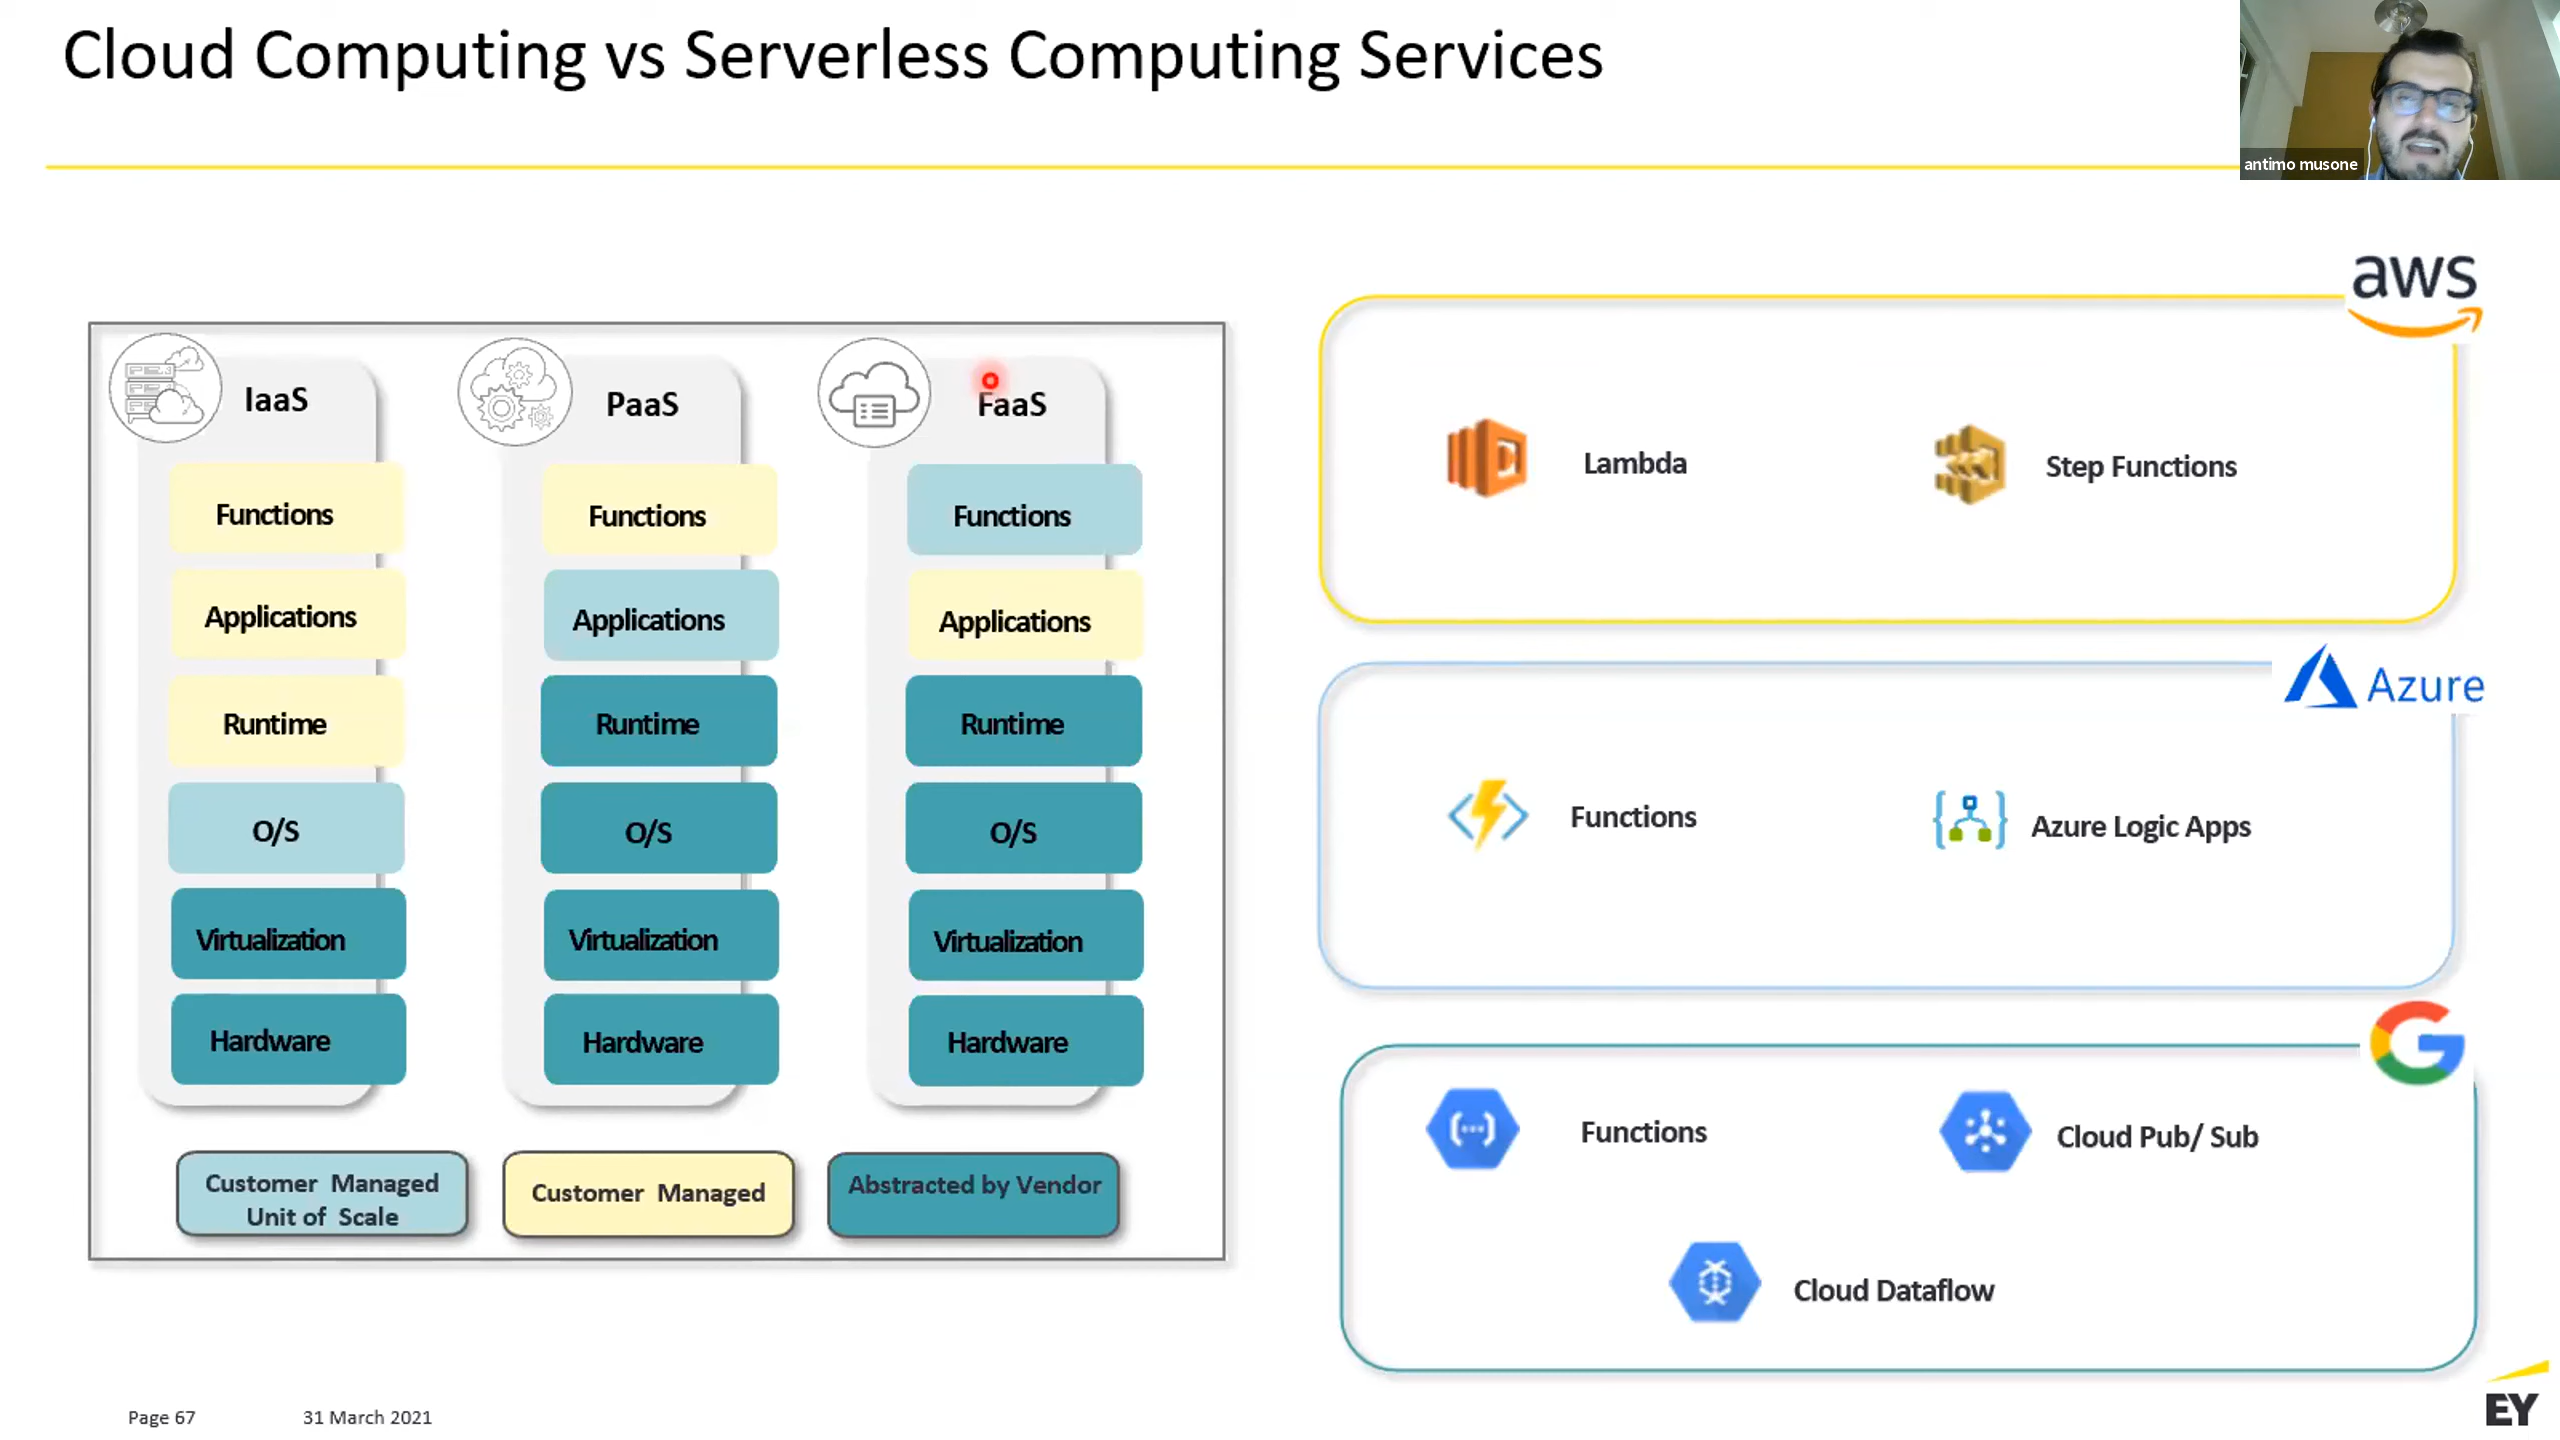 Cloud Computing vs Serverless Computing Services
antimo musone
IaaS
Functions
Applications
Runtime
O/S
Virtualization
Hardware
PaaS
Functions
Applications
Runtime
O/S
Virtualization
Hardware
FaaS
Functions
Applications
Runtime
O/S
Virtualization
Hardware
Customer Managed
Unit of Scale
Customer Managed
Abstracted by Vendor
aws
Lambda
Step Functions
Azure
Functions
Azure Logic Apps
G
Functions
Cloud Pub/ Sub
Cloud Dataflow
Page 67
31 March 2021
EY